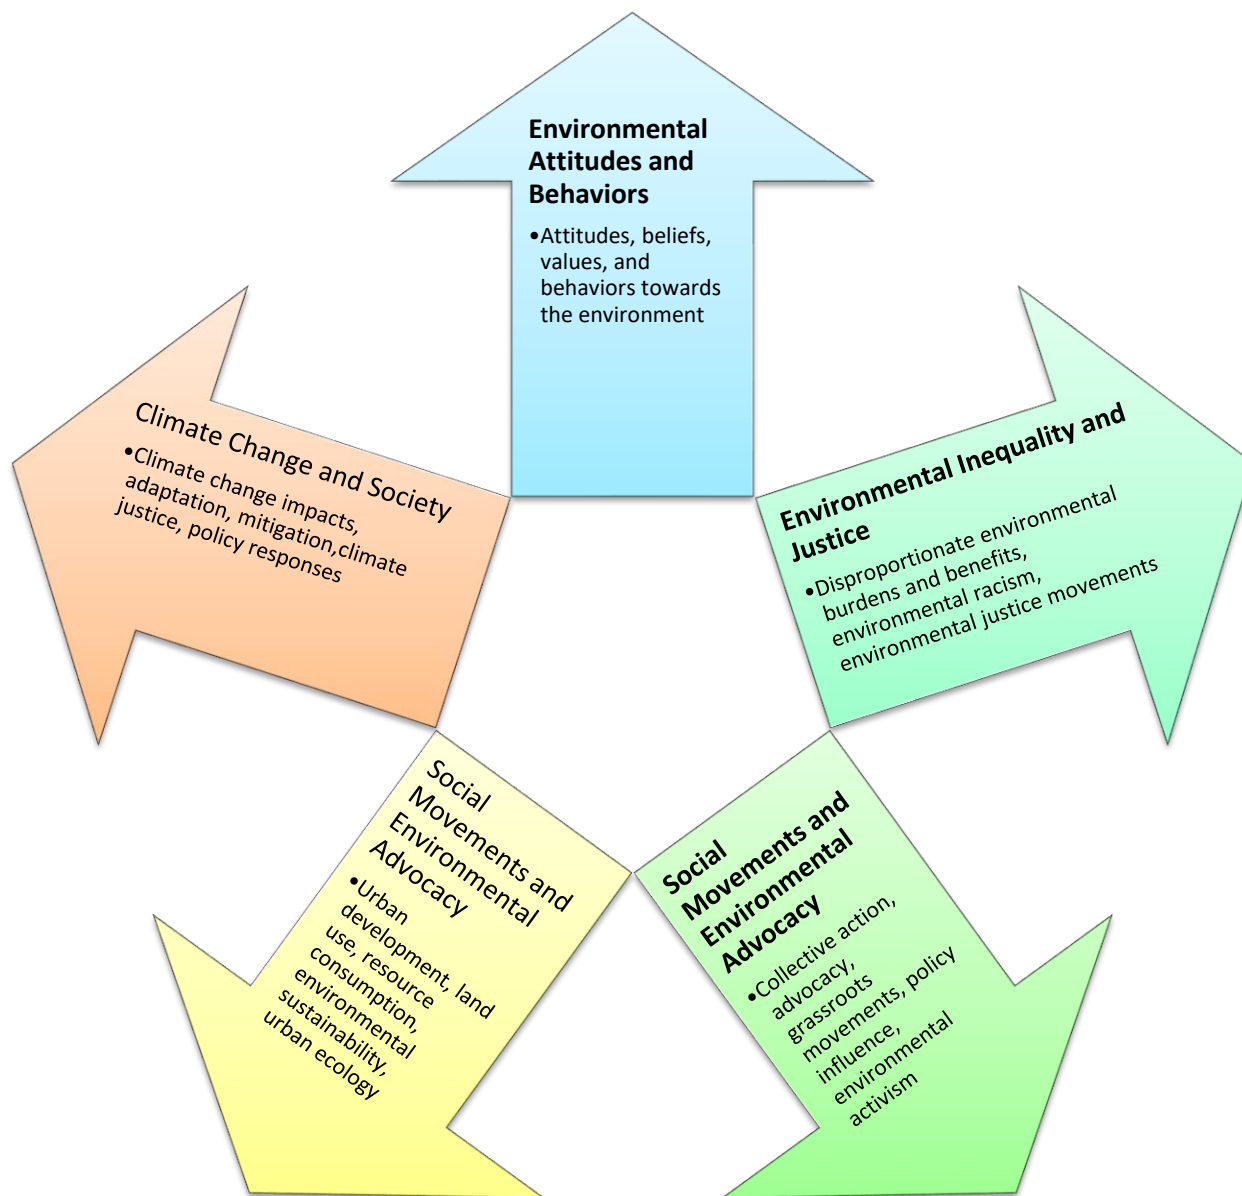 Environmental
Attitudes and
Behaviors
•Attitudes, beliefs,
values, and
behaviors towards
the environment
Environmental Inequality and
Justice
•Disproportionate environmental
burdens and benefits,
environmental racism,
environmental justice movements
Social
Movements and
Environmental
Advocacy
•Collective action,
advocacy,
grassroots
movements, policy
influence,
environmental
activism
Social
Movements and
Environmental
Advocacy
•Urban
development, land
use, resource
consumption,
environmental
sustainability,
urban ecology
Climate Change and Society
•Climate change impacts,
adaptation, mitigation,climate
justice, policy responses